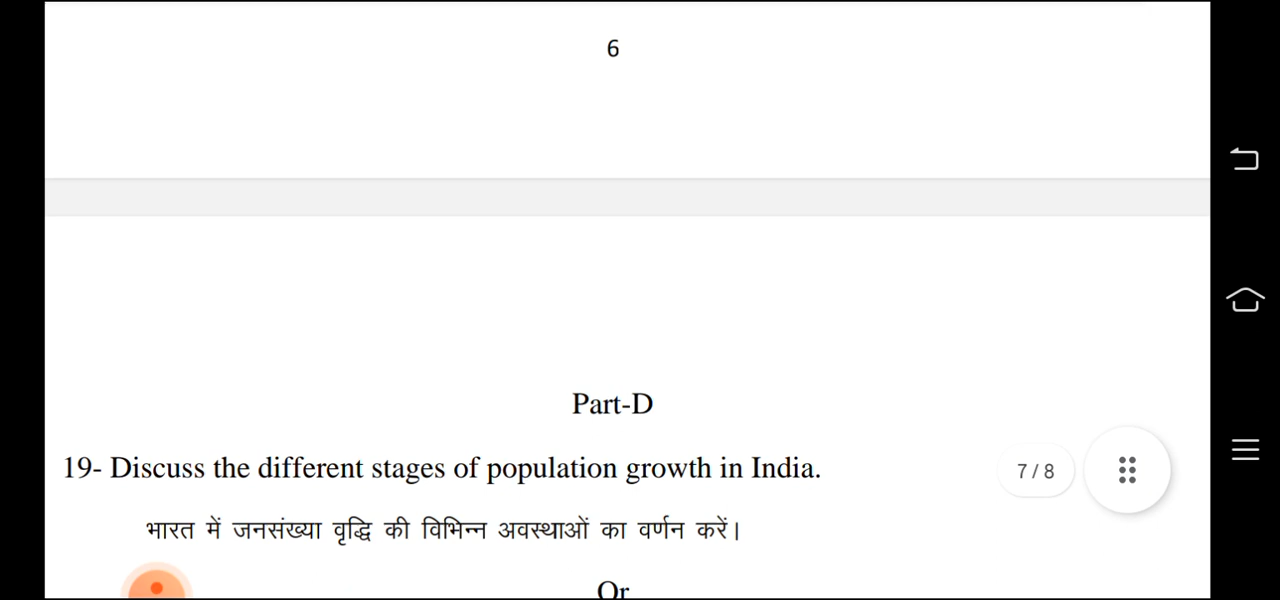 6
Part-D
19- Discuss the different stages of population growth in India.
7 / 8
भारत में जनसंख्या वृद्धि की विभिन्न अवस्थाओं का वर्णन करें।
Or